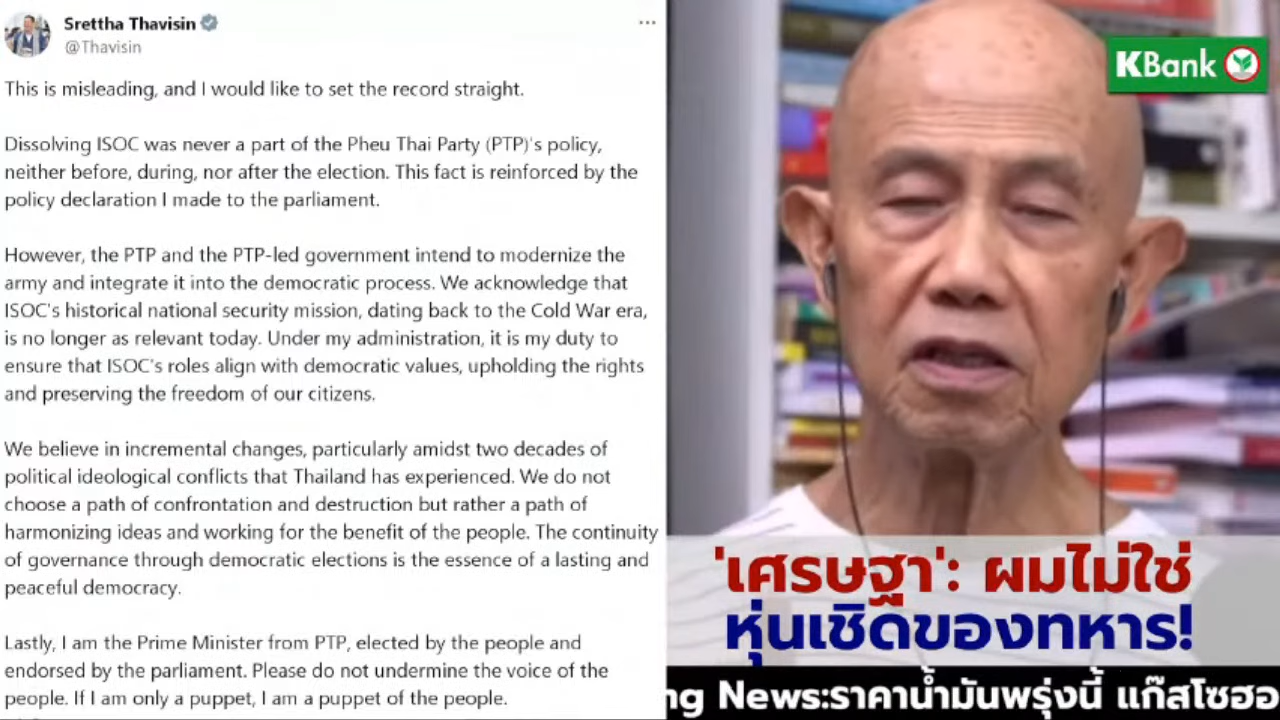 Srettha Thavisin
@Thavisin
This is misleading, and I would like to set the record straight.
Dissolving ISOC was never a part of the Pheu Thai Party (PTP)'s policy,
neither before, during, nor after the election. This fact is reinforced by the
policy declaration I made to the parliament.
However, the PTP and the PTP-led government intend to modernize the
army and integrate it into the democratic process. We acknowledge that
ISOC's historical national security mission, dating back to the Cold War era,
is no longer as relevant today. Under my administration, it is my duty to
ensure that ISOC's roles align with democratic values, upholding the rights
and preserving the freedom of our citizens.
We believe in incremental changes, particularly amidst two decades of
political ideological conflicts that Thailand has experienced. We do not
choose a path of confrontation and destruction but rather a path of
harmonizing ideas and working for the benefit of the people. The continuity
of governance through democratic elections is the essence of a lasting and
peaceful democracy.
Lastly, I am the Prime Minister from PTP, elected by the people and
endorsed by the parliament. Please do not undermine the voice of the
people. If I am only a puppet, I am a puppet of the people.
KBank
'เศรษฐา': ผมไม่ใช่
หุ่นเชิดของทหาร!
ng News:ราคาน้ำมันพรุ่งนี้ แก๊สโซฮอ